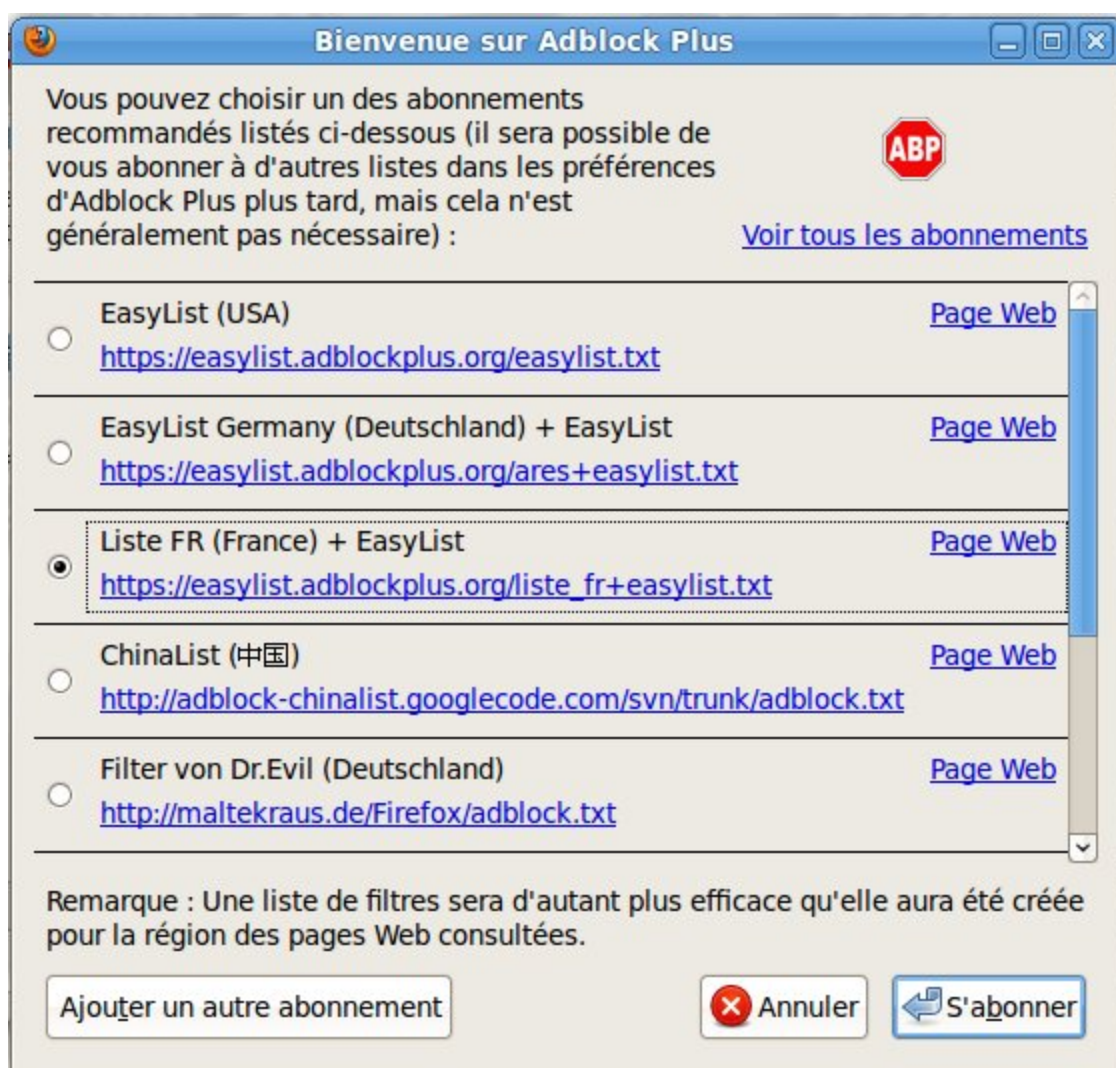 Bienvenue sur Adblock Plus
Vous pouvez choisir un des abonnements
recommandés listés ci-dessous (il sera possible de
vous abonner à d'autres listes dans les préférences
d'Adblock Plus plus tard, mais cela n'est
généralement pas nécessaire) :
ABP
Voir tous les abonnements
EasyList (USA)
Page Web
https://easylist.adblockplus.org/easylist.txt
EasyList Germany (Deutschland) + EasyList
Page Web
https://easylist.adblockplus.org/ares+easylist.txt
Liste FR (France) + EasyList
Page Web
https://easylist.adblockplus.org/liste_fr+easylist.txt
ChinaList (中国)
Page Web
http://adblock-chinalist.googlecode.com/svn/trunk/adblock.txt
Filter von Dr.Evil (Deutschland)
Page Web
http://maltekraus.de/Firefox/adblock.txt
Remarque : Une liste de filtres sera d'autant plus efficace qu'elle aura été créée
pour la région des pages Web consultées.
Ajouter un autre abonnement
Annuler
S'abonner